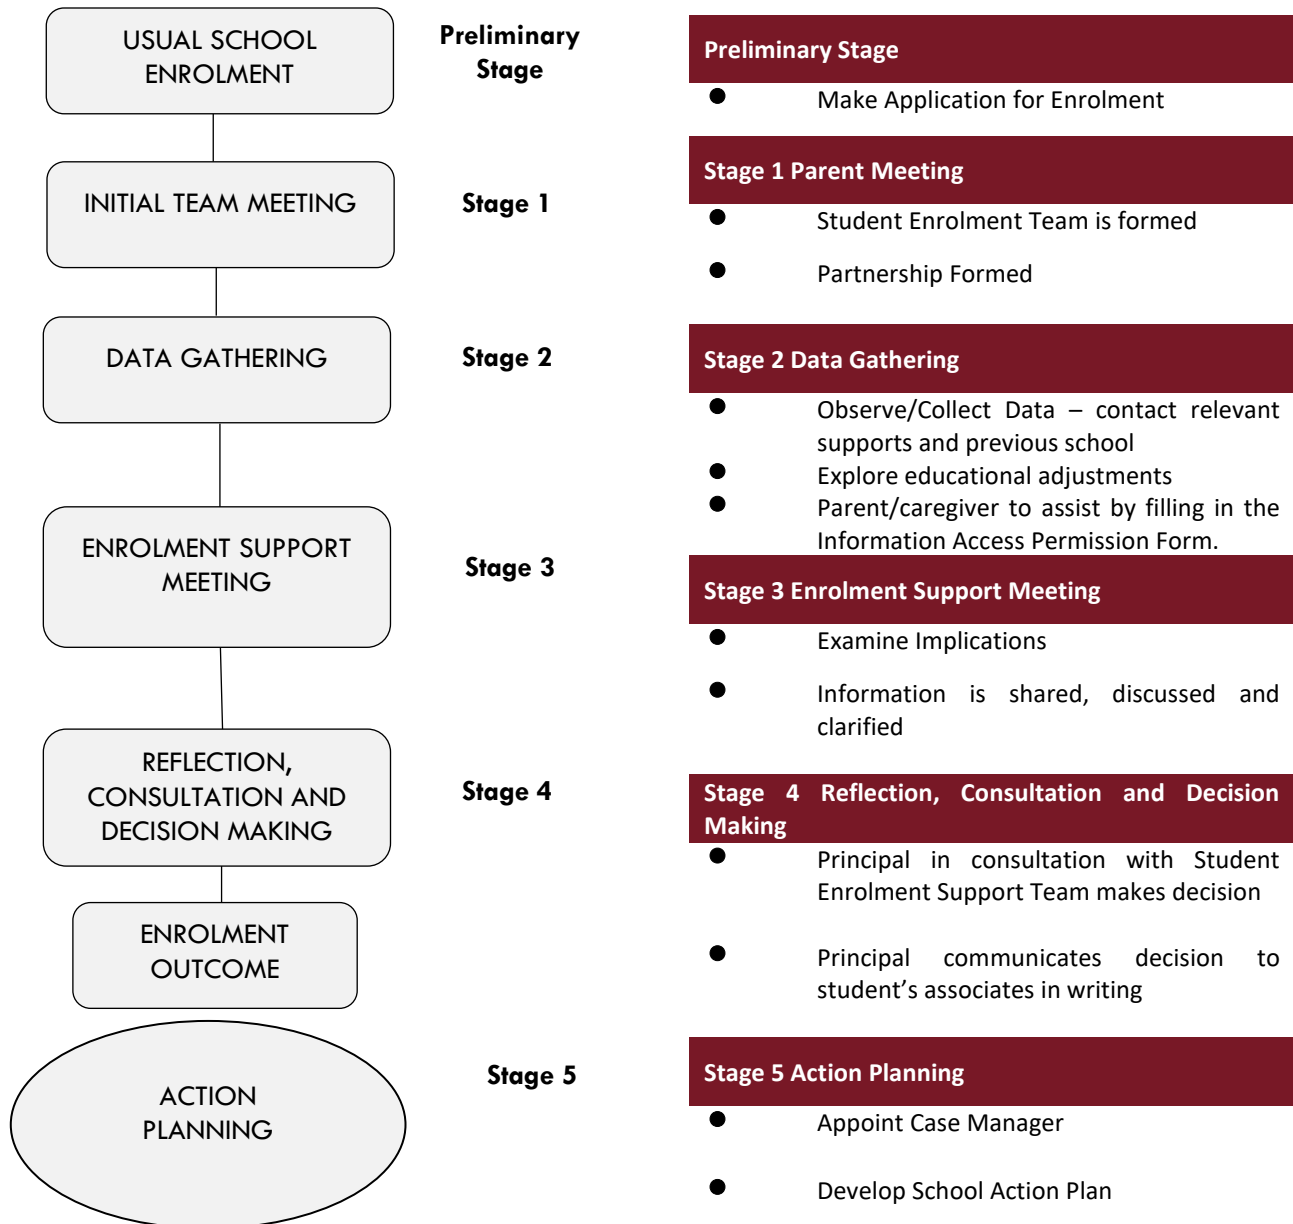 USUAL SCHOOL
ENROLMENT
Preliminary
Stage
Preliminary Stage
● Make Application for Enrolment
INITIAL TEAM MEETING
Stage 1
Stage 1 Parent Meeting
● Student Enrolment Team is formed
● Partnership Formed
DATA GATHERING
Stage 2
Stage 2 Data Gathering
● Observe/Collect Data – contact relevant
supports and previous school
● Explore educational adjustments
● Parent/caregiver to assist by filling in the
Information Access Permission Form.
ENROLMENT SUPPORT
MEETING
Stage 3
Stage 3 Enrolment Support Meeting
● Examine Implications
● Information is shared, discussed and
clarified
REFLECTION,
CONSULTATION AND
DECISION MAKING
Stage 4
Stage 4 Reflection, Consultation and Decision
Making
● Principal in consultation with Student
Enrolment Support Team makes decision
● Principal communicates decision to
student’s associates in writing
ENROLMENT
OUTCOME
ACTION
PLANNING
Stage 5
Stage 5 Action Planning
● Appoint Case Manager
● Develop School Action Plan